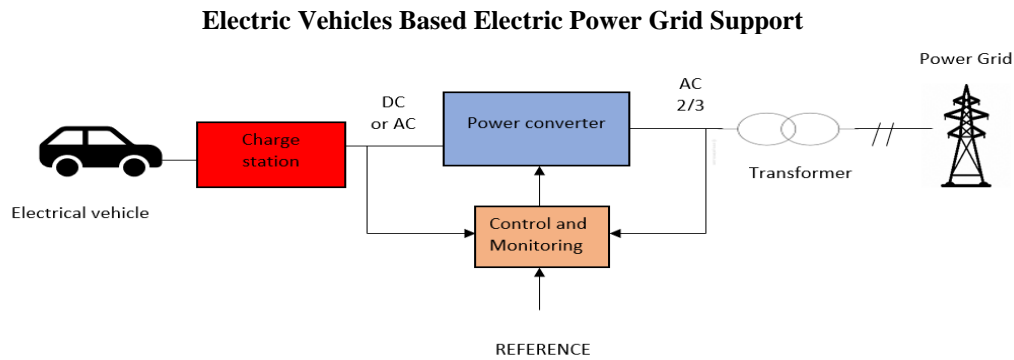 Electric Vehicles Based Electric Power Grid Support
Power Grid
AC
2/3
DC
or AC
Power converter
Charge
station
Transformer
Electrical vehicle
Control and
Monitoring
REFERENCE